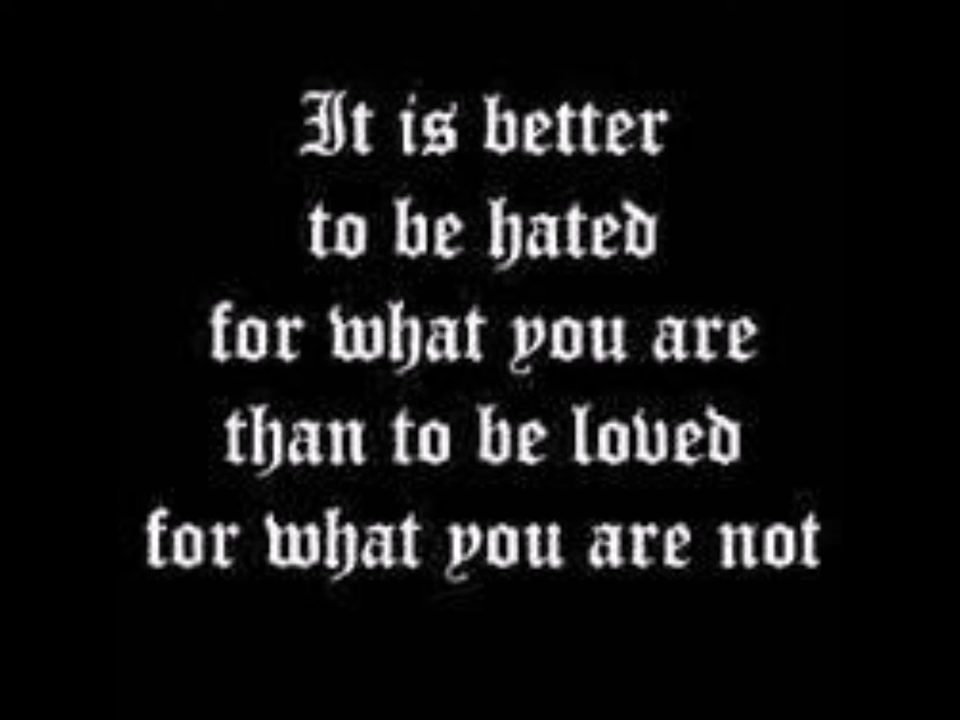 It is better
to be hated
for what you are
than to be loved
for what you are not